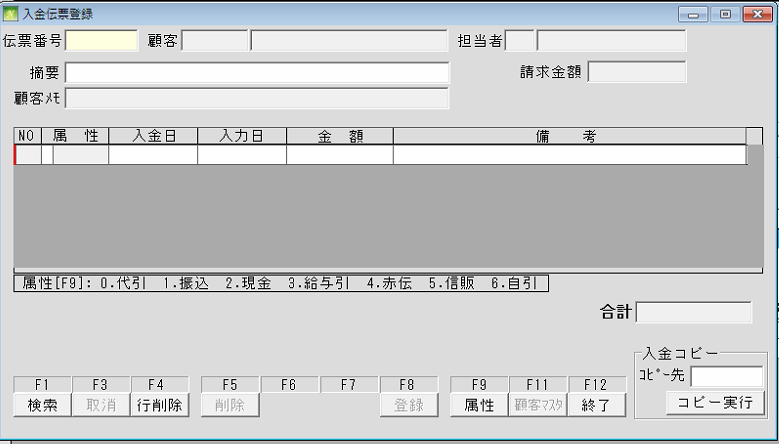 入金伝票登録
伝票番号 顧客 担当者
摘要 請求金額
顧客ﾒﾓ
NO 属 性 入金日 入力日 金 額 備 考
属性[F9]: 0.代引 1.振込 2.現金 3.給与引 4.赤伝 5.信販 6.自引
合計
入金コピー
ｺﾋﾟｰ先
F1 F3 F4 F5 F6 F7 F8 F9 F11 F12
検索 取消 行削除 削除 登録 属性 顧客ﾏｽﾀ 終了 コピー実行